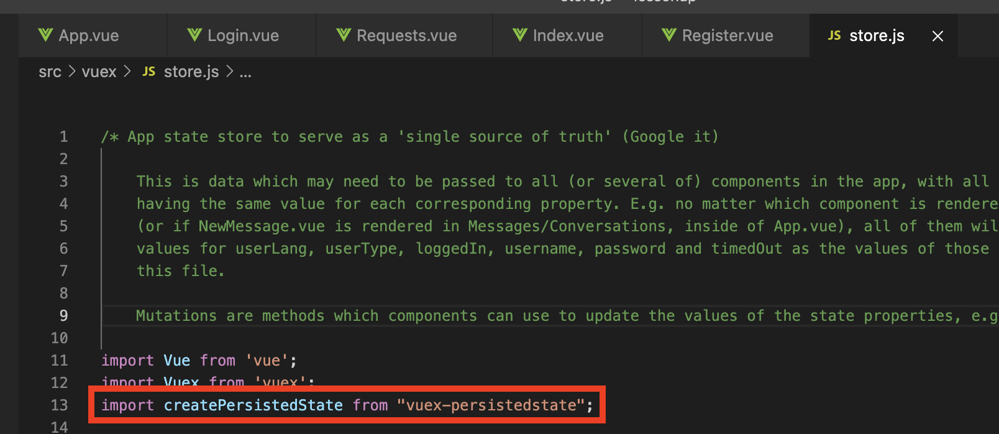 App.vue Login.vue Requests.vue Index.vue Register.vue JS store.js
src > vuex > JS store.js > ...
1 /* App state store to serve as a 'single source of truth' (Google it)
2
3 This is data which may need to be passed to all (or several of) components in the app, with all
4 having the same value for each corresponding property. E.g. no matter which component is rendere
5 (or if NewMessage.vue is rendered in Messages/Conversations, inside of App.vue), all of them wil
6 values for userLang, userType, loggedIn, username, password and timedOut as the values of those
7 this file.
8
9 Mutations are methods which components can use to update the values of the state properties, e.g
10
11 import Vue from 'vue';
12 import Vuex from 'vuex';
13 import createPersistedState from "vuex-persistedstate";
14